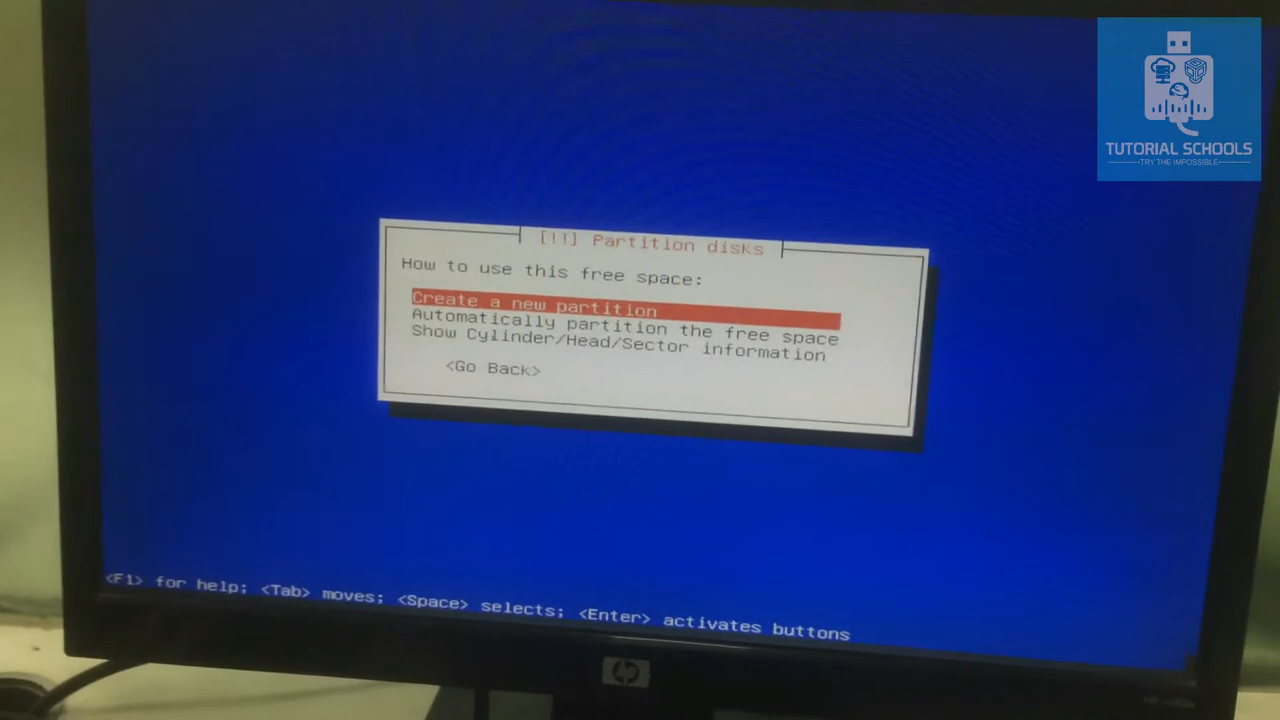 TUTORIAL SCHOOLS
TRY THE IMPOSSIBLE
[!!] Partition disks
How to use this free space:
Create a new partition
Automatically partition the free space
Show Cylinder/Head/Sector information
<Go Back>
<F1> for help; <Tab> moves; <Space> selects; <Enter> activates buttons
hp